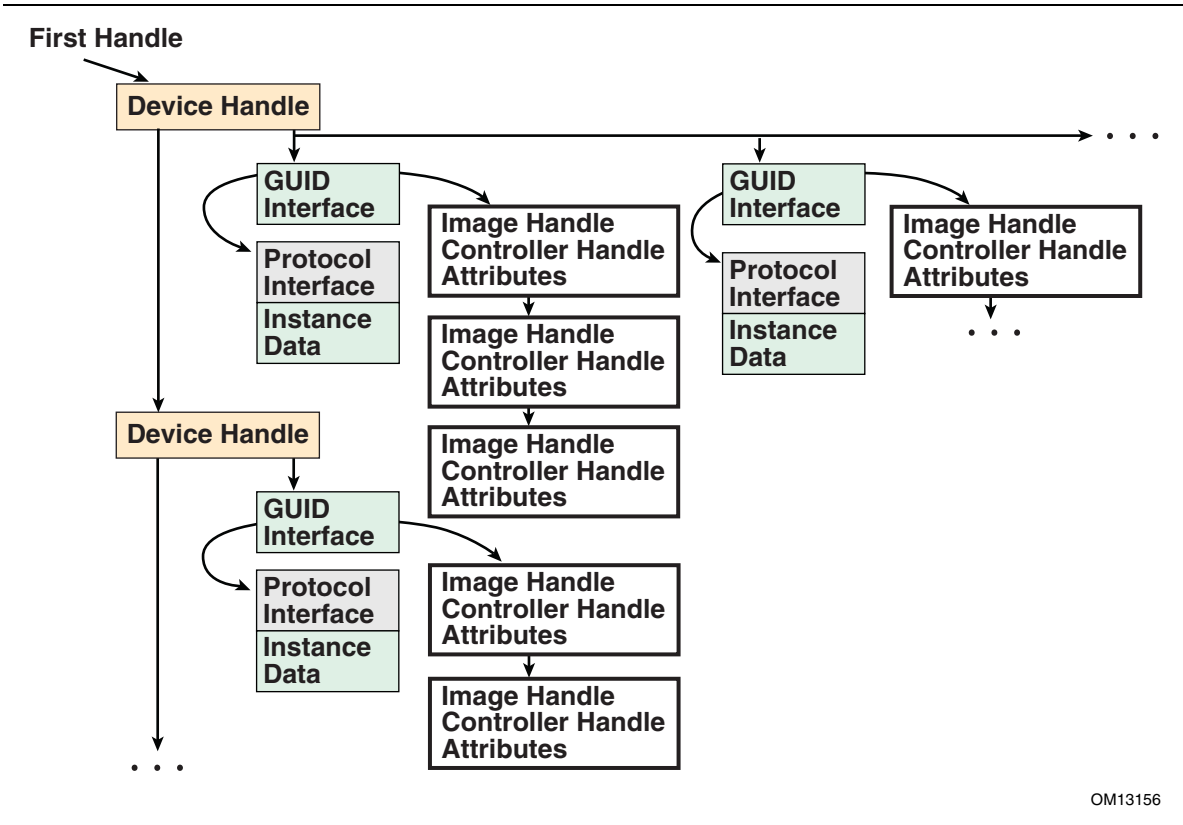 First Handle
Device Handle
. . .
GUID
Interface
Protocol
Interface
Instance
Data
Image Handle
Controller Handle
Attributes
Image Handle
Controller Handle
Attributes
Image Handle
Controller Handle
Attributes
GUID
Interface
Protocol
Interface
Instance
Data
Image Handle
Controller Handle
Attributes
. . .
Device Handle
GUID
Interface
Protocol
Interface
Instance
Data
Image Handle
Controller Handle
Attributes
Image Handle
Controller Handle
Attributes
. . .
OM13156